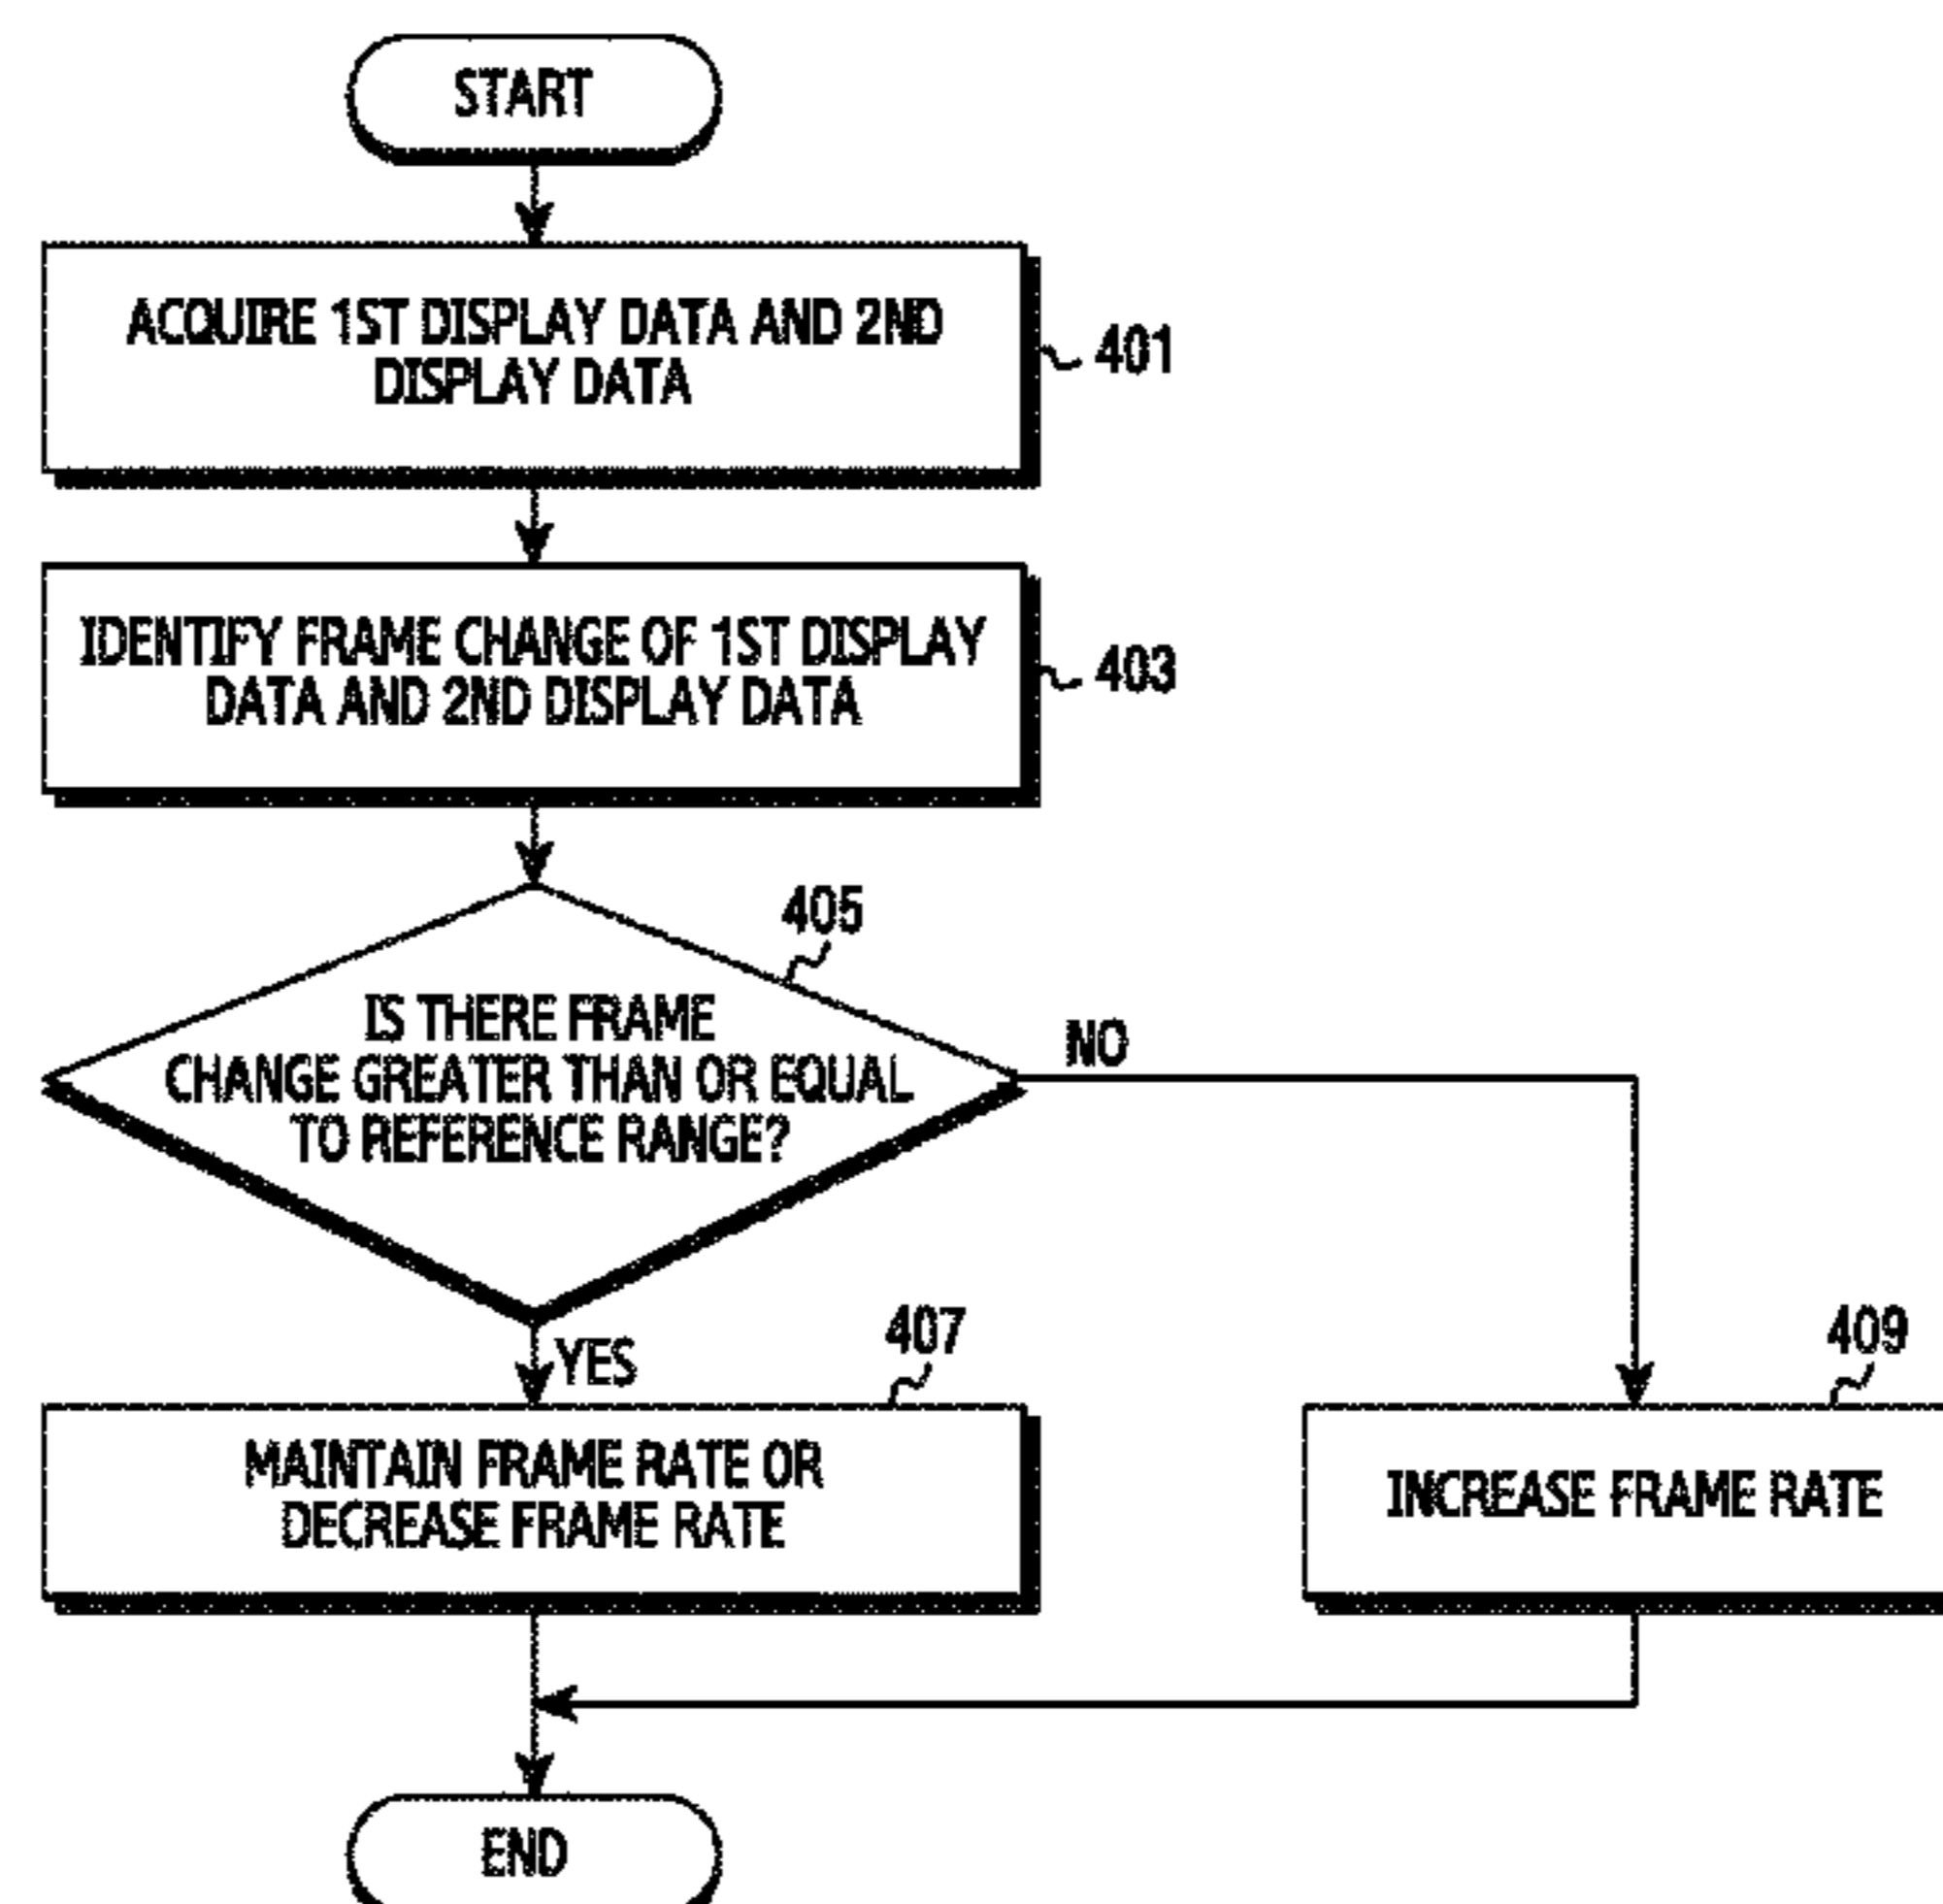 START
ACQUIRE 1ST DISPLAY DATA AND 2ND
DISPLAY DATA
401
IDENTIFY FRAME CHANGE OF 1ST DISPLAY
DATA AND 2ND DISPLAY DATA
403
405
IS THERE FRAME
CHANGE GREATER THAN OR EQUAL
TO REFERENCE RANGE?
NO
YES
407
MAINTAIN FRAME RATE OR
DECREASE FRAME RATE
409
INCREASE FRAME RATE
END